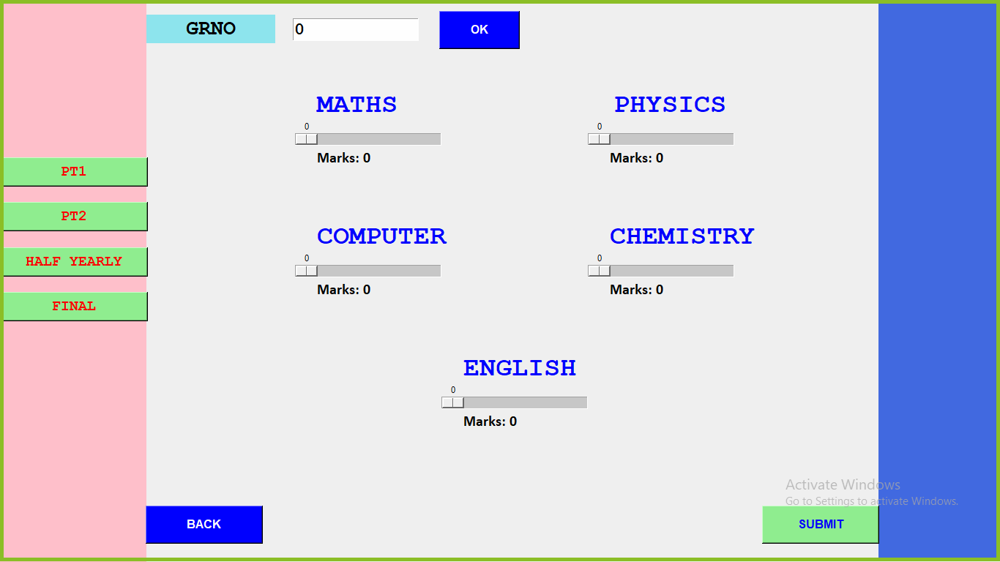 GRNO
0
OK
MATHS
0
Marks: 0
PHYSICS
0
Marks: 0
PT1
PT2
HALF YEARLY
FINAL
COMPUTER
0
Marks: 0
CHEMISTRY
0
Marks: 0
ENGLISH
0
Marks: 0
Activate Windows
Go to Settings to activate Windows.
BACK
SUBMIT